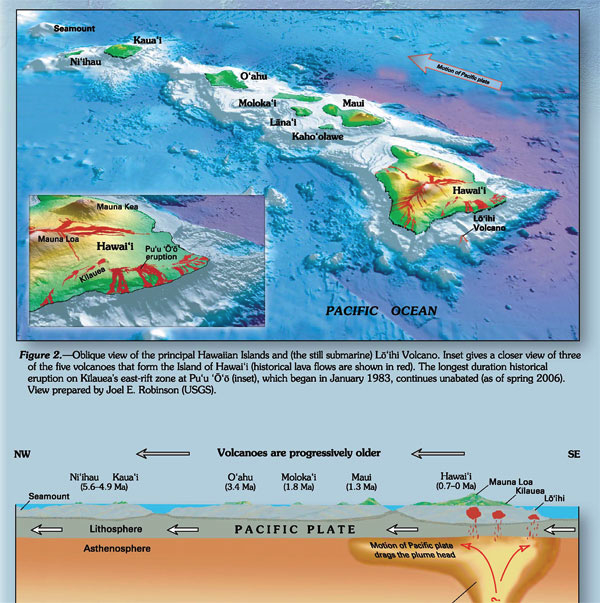 Seamount
Kaua'i
Ni'ihau
O'ahu
Motion of Pacific plate
Moloka'i
Maui
Lāna'i
Kaho'olawe
Hawai'i
Lō'ihi
Volcano
Mauna Kea
Mauna Loa
Hawai'i
Pu'u 'Ō'ō
eruption
Kīlauea
PACIFIC OCEAN
Figure 2.—Oblique view of the principal Hawaiian Islands and (the still submarine) Lō'ihi Volcano. Inset gives a closer view of three
of the five volcanoes that form the Island of Hawai'i (historical lava flows are shown in red). The longest duration historical
eruption on Kīlauea's east-rift zone at Pu'u 'Ō'ō (inset), which began in January 1983, continues unabated (as of spring 2006).
View prepared by Joel E. Robinson (USGS).
NW
Volcanoes are progressively older
SE
Ni'ihau Kaua'i
(5.6–4.9 Ma)
O'ahu
(3.4 Ma)
Moloka'i
(1.8 Ma)
Maui
(1.3 Ma)
Hawai'i
(0.7–0 Ma)
Mauna Loa
Kīlauea
Lō'ihi
Seamount
Lithosphere
PACIFIC PLATE
Asthenosphere
Motion of Pacific plate
drags the plume head
?